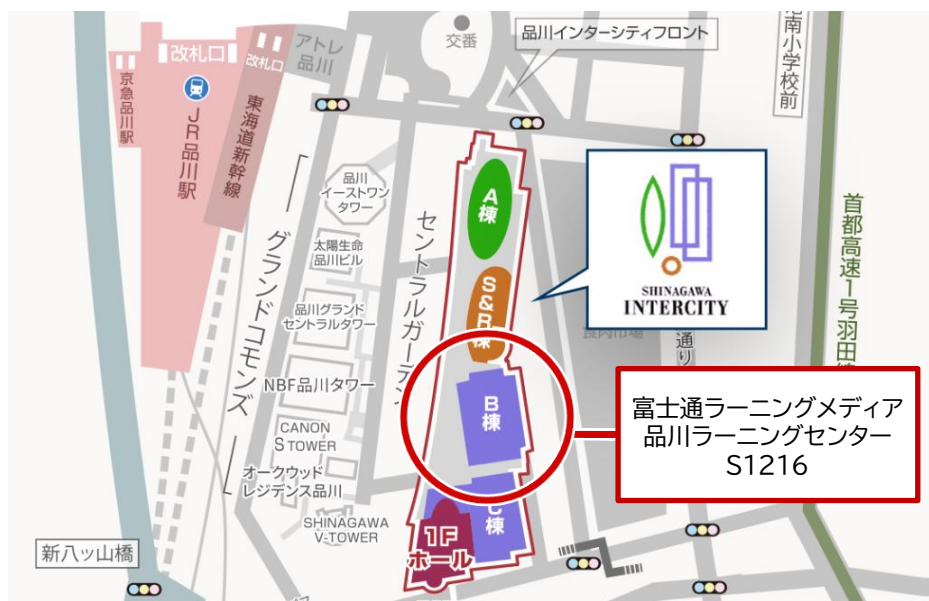 改札口
改札口
アトレ
品川
交番
品川インターシティフロント
港南小学校前
京急品川駅
JR品川駅
東海道新幹線
品川
イーストワン
タワー
太陽生命
品川ビル
品川グランド
セントラルタワー
NBF品川タワー
CANON
S TOWER
オークウッド
レジデンス品川
SHINAGAWA
V-TOWER
グランドコモンズ
セントラルガーデン
A棟
S&R棟
B棟
C棟
1F
ホール
SHINAGAWA
INTERCITY
食肉市場
通り
首都高速1号羽田線
富士通ラーニングメディア
品川ラーニングセンター
S1216
新八ッ山橋